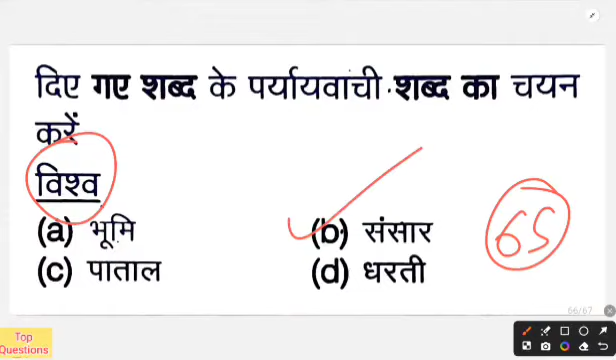 दिए गए शब्द के पर्यायवांची शब्द का चयन
करें
विश्व
(a) भूमि (b) संसार
65
(c) पाताल (d) धरती
66/67
Top
Questions